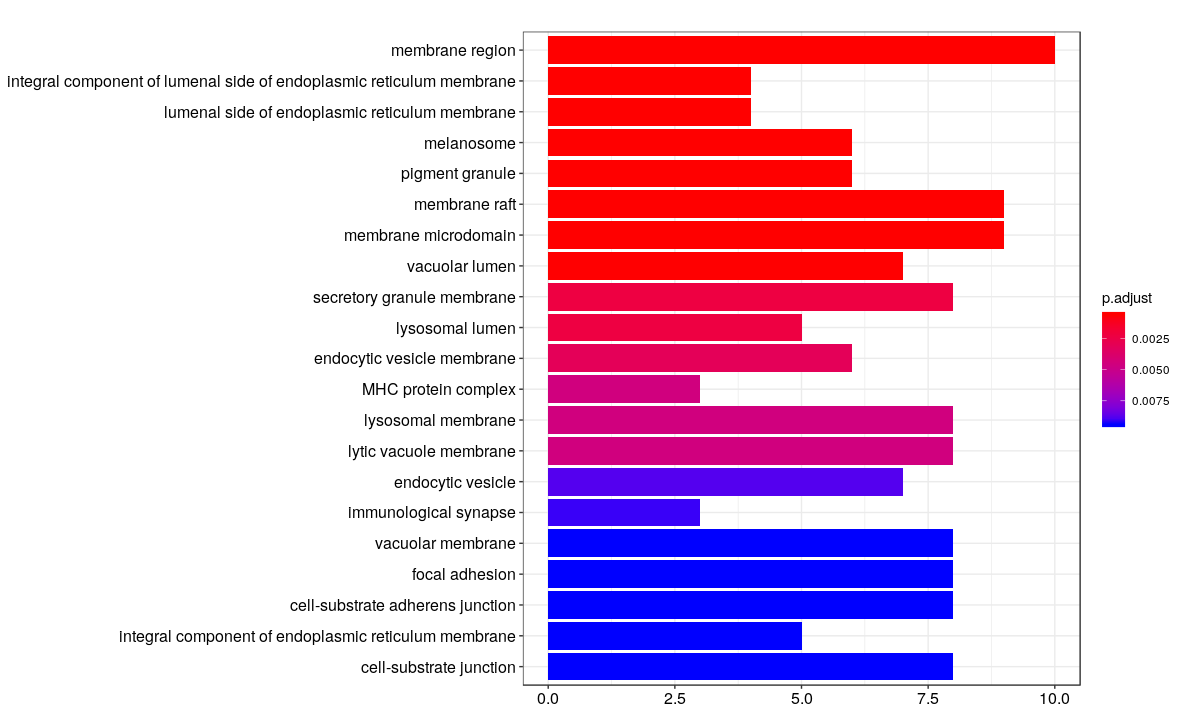 membrane region
integral component of lumenal side of endoplasmic reticulum membrane
lumenal side of endoplasmic reticulum membrane
melanosome
pigment granule
membrane raft
membrane microdomain
vacuolar lumen
secretory granule membrane
lysosomal lumen
endocytic vesicle membrane
MHC protein complex
lysosomal membrane
lytic vacuole membrane
endocytic vesicle
immunological synapse
vacuolar membrane
focal adhesion
cell-substrate adherens junction
integral component of endoplasmic reticulum membrane
cell-substrate junction
0.0 2.5 5.0 7.5 10.0
p.adjust
0.0025
0.0050
0.0075